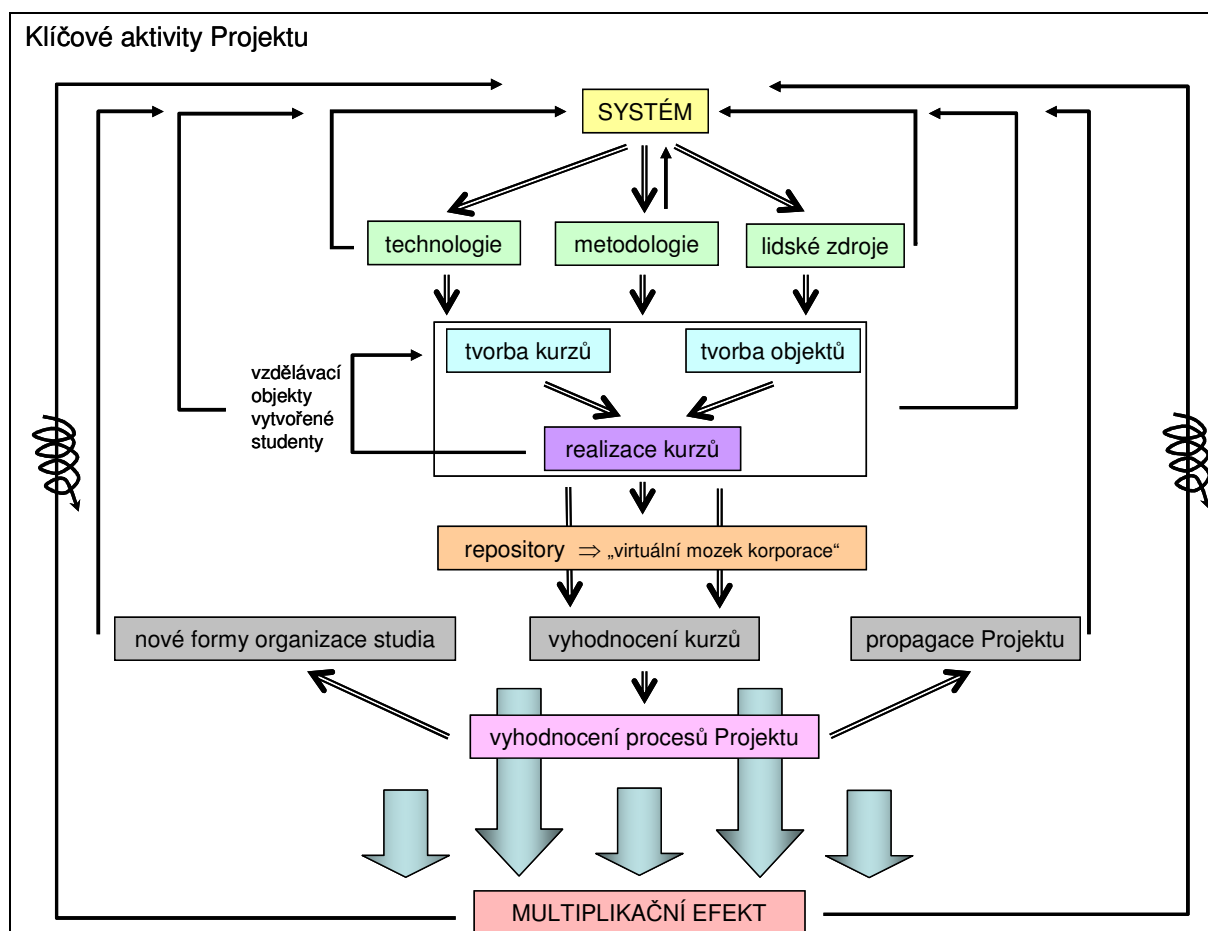 Klíčové aktivity Projektu
SYSTÉM
technologie
metodologie
lidské zdroje
tvorba kurzů
tvorba objektů
vzdělávací
objekty
vytvořené
studenty
realizace kurzů
repository ⇒ „virtuální mozek korporace“
nové formy organizace studia
vyhodnocení kurzů
propagace Projektu
vyhodnocení procesů Projektu
MULTIPLIKAČNÍ EFEKT